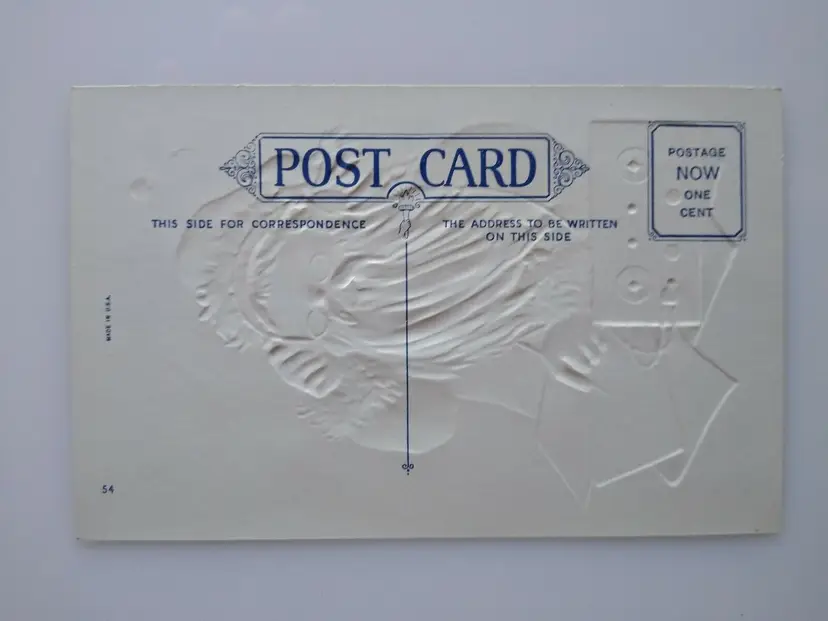 POST CARD
THIS SIDE FOR CORRESPONDENCE
THE ADDRESS TO BE WRITTEN
ON THIS SIDE
POSTAGE
NOW
ONE
CENT
MADE IN U.S.A.
54